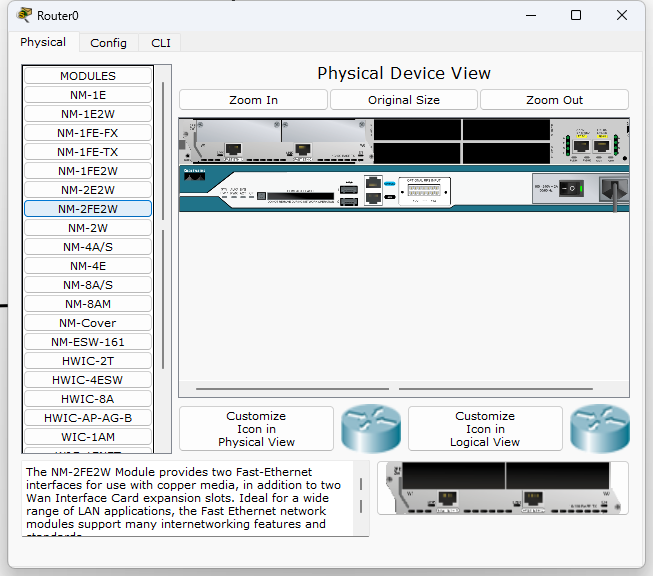 Router0
Physical
Config
CLI
MODULES
NM-1E
NM-1E2W
NM-1FE-FX
NM-1FE-TX
NM-1FE2W
NM-2E2W
NM-2FE2W
NM-2W
NM-4A/S
NM-4E
NM-8A/S
NM-8AM
NM-Cover
NM-ESW-161
HWIC-2T
HWIC-4ESW
HWIC-8A
HWIC-AP-AG-B
WIC-1AM
Physical Device View
Zoom In
Original Size
Zoom Out
OPTIONAL RPS INPUT
Customize
Icon in
Physical View
Customize
Icon in
Logical View
The NM-2FE2W Module provides two Fast-Ethernet
interfaces for use with copper media, in addition to two
Wan Interface Card expansion slots. Ideal for a wide
range of LAN applications, the Fast Ethernet network
modules support many internetworking features and
standards.